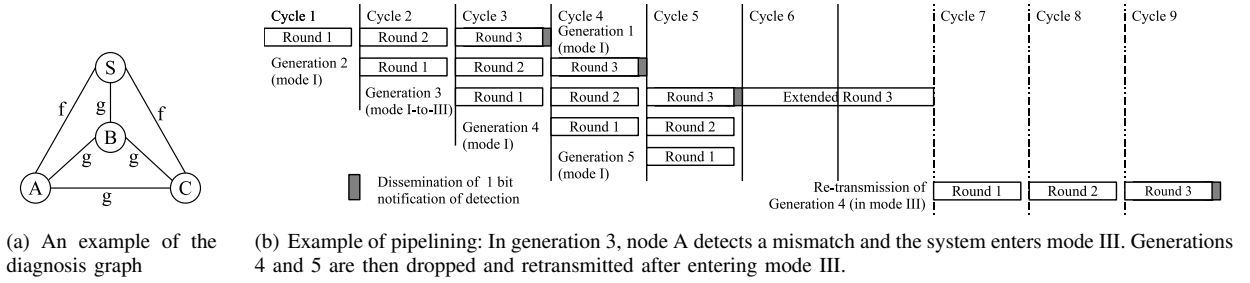 S
f
f
g
B
g
g
A
g
C
(a) An example of the
diagnosis graph
Cycle 1
Cycle 2
Cycle 3
Cycle 4
Cycle 5
Cycle 6
Cycle 7
Cycle 8
Cycle 9
Round 1
Round 2
Round 3
Generation 1
(mode I)
Generation 2
(mode I)
Round 1
Round 2
Round 3
Generation 3
(mode I-to-III)
Round 1
Round 2
Round 3
Extended Round 3
Generation 4
(mode I)
Round 1
Round 2
Generation 5
(mode I)
Round 1
Dissemination of 1 bit
notification of detection
Re-transmission of
Generation 4 (in mode III)
Round 1
Round 2
Round 3
(b) Example of pipelining: In generation 3, node A detects a mismatch and the system enters mode III. Generations
4 and 5 are then dropped and retransmitted after entering mode III.